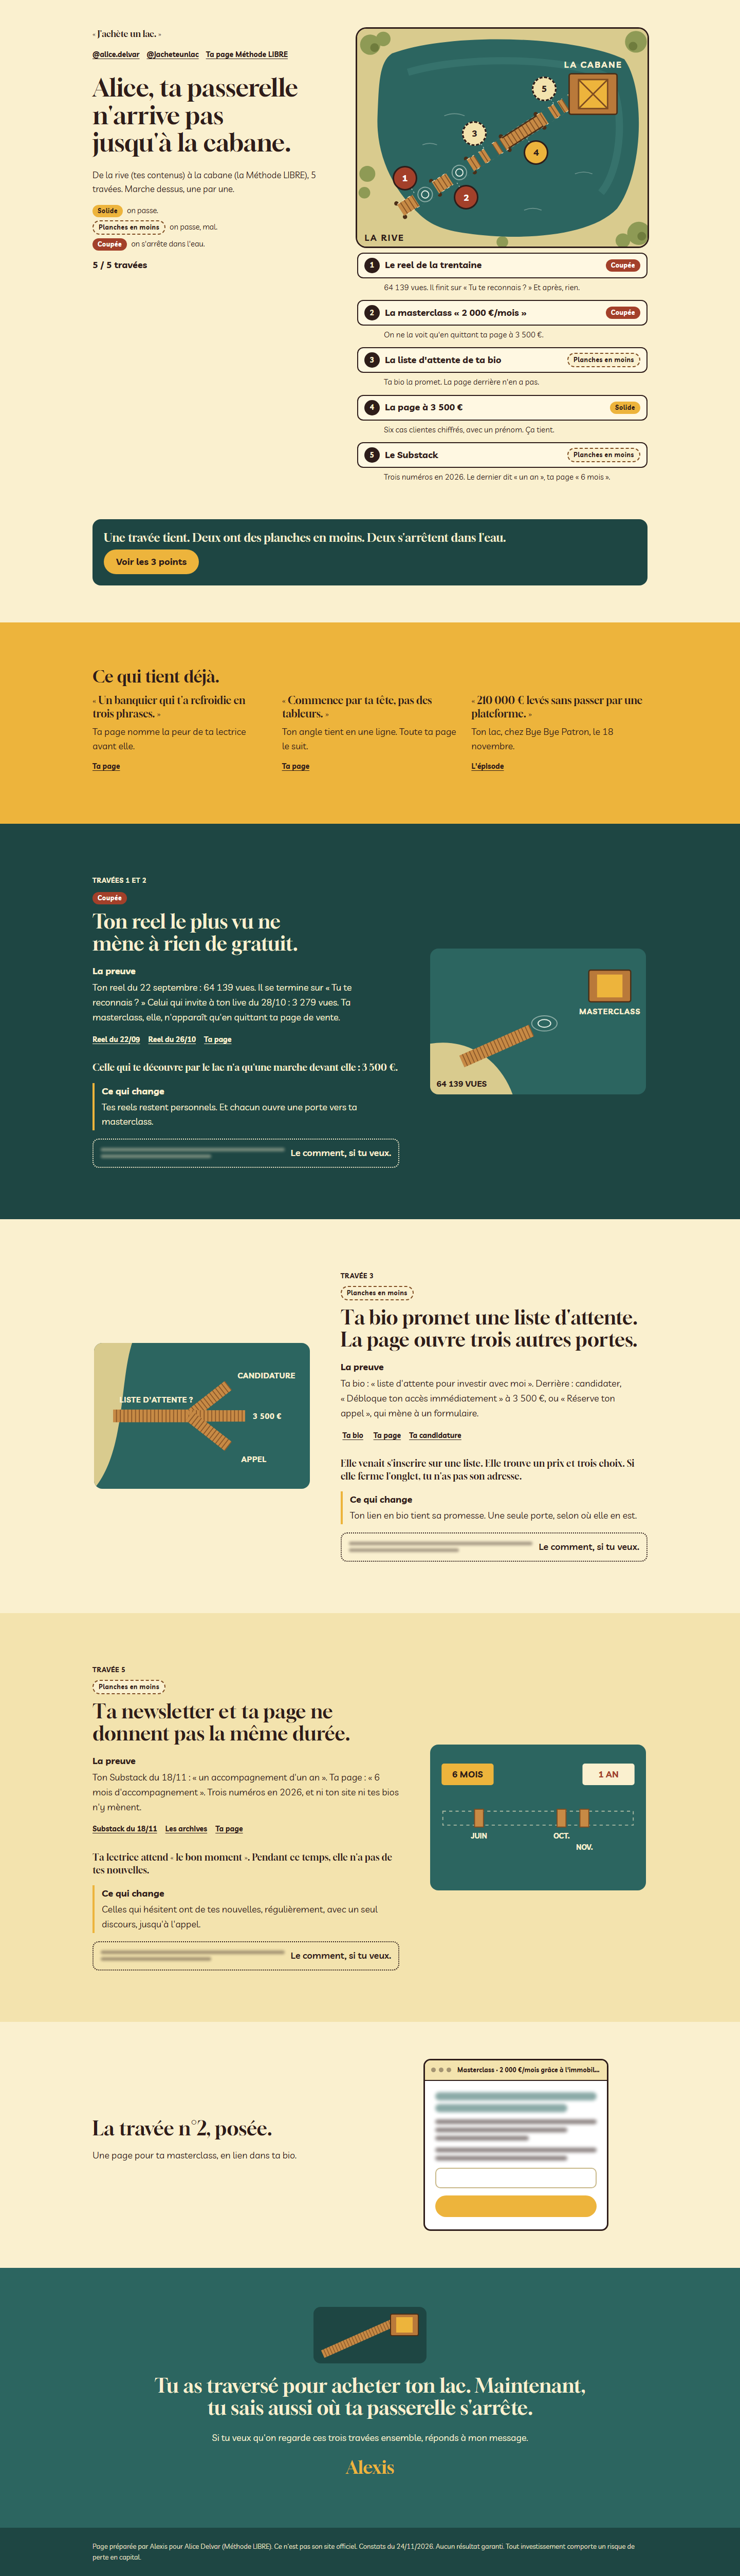 « J'achète un lac. »
@alice.delvar @jacheteunlac Ta page Méthode LIBRE
Alice, ta passerelle
n'arrive pas
jusqu'à la cabane.
De la rive (tes contenus) à la cabane (la Méthode LIBRE), 5
travées. Marche dessus, une par une.
Solide on passe.
Planches en moins on passe, mal.
Coupée on s'arrête dans l'eau.
5 / 5 travées
LA CABANE
5
3
4
1
2
LA RIVE
1 Le reel de la trentaine Coupée
64 139 vues. Il finit sur « Tu te reconnais ? » Et après, rien.
2 La masterclass « 2 000 €/mois » Coupée
On ne la voit qu'en quittant ta page à 3 500 €.
3 La liste d'attente de ta bio Planches en moins
Ta bio la promet. La page derrière n'en a pas.
4 La page à 3 500 € Solide
Six cas clientes chiffrés, avec un prénom. Ça tient.
5 Le Substack Planches en moins
Trois numéros en 2026. Le dernier dit « un an », ta page « 6 mois ».
Une travée tient. Deux ont des planches en moins. Deux s'arrêtent dans l'eau.
Voir les 3 points
Ce qui tient déjà.
« Un banquier qui t'a refroidie en
trois phrases. »
Ta page nomme la peur de ta lectrice
avant elle.
Ta page
« Commence par ta tête, pas des
tableurs. »
Ton angle tient en une ligne. Toute ta page
le suit.
Ta page
« 210 000 € levés sans passer par une
plateforme. »
Ton lac, chez Bye Bye Patron, le 18
novembre.
L'épisode
TRAVÉES 1 ET 2
Coupée
Ton reel le plus vu ne
mène à rien de gratuit.
La preuve
Ton reel du 22 septembre : 64 139 vues. Il se termine sur « Tu te
reconnais ? » Celui qui invite à ton live du 28/10 : 3 279 vues. Ta
masterclass, elle, n'apparaît qu'en quittant ta page de vente.
Reel du 22/09 Reel du 26/10 Ta page
Celle qui te découvre par le lac n'a qu'une marche devant elle : 3 500 €.
Ce qui change
Tes reels restent personnels. Et chacun ouvre une porte vers ta
masterclass.
Le comment, si tu veux.
MASTERCLASS
64 139 VUES
TRAVÉE 3
Planches en moins
Ta bio promet une liste d'attente.
La page ouvre trois autres portes.
La preuve
Ta bio : « liste d'attente pour investir avec moi ». Derrière : candidater,
« Débloque ton accès immédiatement » à 3 500 €, ou « Réserve ton
appel », qui mène à un formulaire.
Ta bio Ta page Ta candidature
Elle venait s'inscrire sur une liste. Elle trouve un prix et trois choix. Si
elle ferme l'onglet, tu n'as pas son adresse.
Ce qui change
Ton lien en bio tient sa promesse. Une seule porte, selon où elle en est.
Le comment, si tu veux.
CANDIDATURE
LISTE D'ATTENTE ?
3 500 €
APPEL
TRAVÉE 5
Planches en moins
Ta newsletter et ta page ne
donnent pas la même durée.
La preuve
Ton Substack du 18/11 : « un accompagnement d'un an ». Ta page : « 6
mois d'accompagnement ». Trois numéros en 2026, et ni ton site ni tes bios
n'y mènent.
Substack du 18/11 Les archives Ta page
Ta lectrice attend « le bon moment ». Pendant ce temps, elle n'a pas de
tes nouvelles.
Ce qui change
Celles qui hésitent ont de tes nouvelles, régulièrement, avec un seul
discours, jusqu'à l'appel.
Le comment, si tu veux.
6 MOIS
1 AN
JUIN
OCT.
NOV.
La travée n°2, posée.
Une page pour ta masterclass, en lien dans ta bio.
Masterclass · 2 000 €/mois grâce à l'immobil...
Tu as traversé pour acheter ton lac. Maintenant,
tu sais aussi où ta passerelle s'arrête.
Si tu veux qu'on regarde ces trois travées ensemble, réponds à mon message.
Alexis
Page préparée par Alexis pour Alice Delvar (Méthode LIBRE). Ce n'est pas son site officiel. Constats du 24/11/2026. Aucun résultat garanti. Tout investissement comporte un risque de
perte en capital.